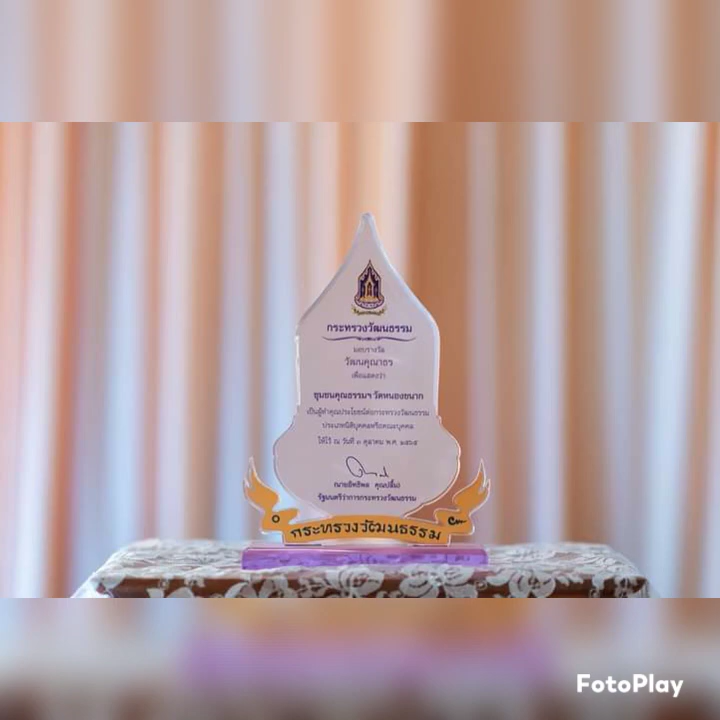 กระทรวงวัฒนธรรม
มอบรางวัล
วัฒนคุณาธร
เพื่อแสดงว่า
ชุมชนคุณธรรมฯ วัดหนองขนาก
เป็นผู้ทำคุณประโยชน์ต่อกระทรวงวัฒนธรรม
ประเภทนิติบุคคลหรือคณะบุคคล
ให้ไว้ ณ วันที่ ๓ ตุลาคม พ.ศ. ๒๕๖๕
(นายอิทธิพล คุณปลื้ม)
รัฐมนตรีว่าการกระทรวงวัฒนธรรม
กระทรวงวัฒนธรรม
FotoPlay